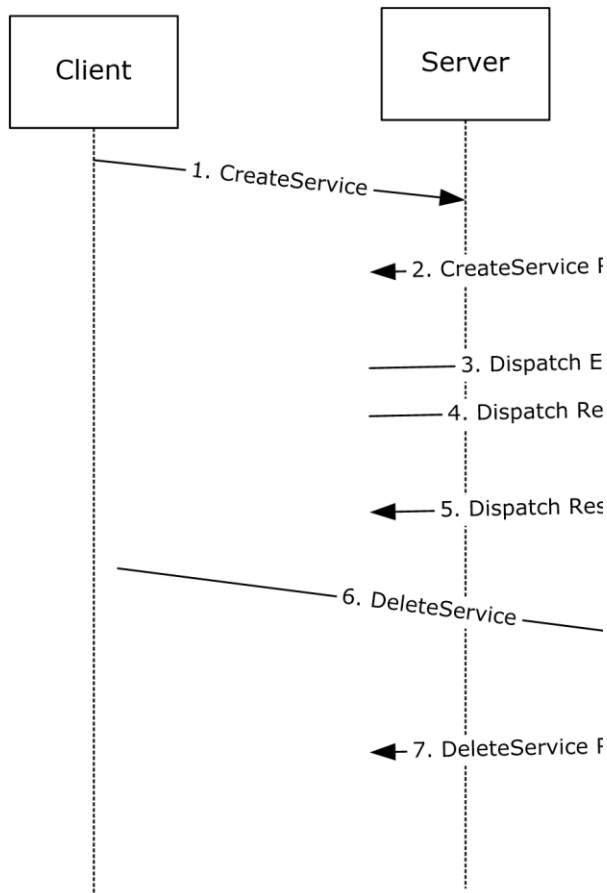 Client
Server
1. CreateService
2. CreateService
3. Dispatch
4. Dispatch
5. Dispatch
6. DeleteService
7. DeleteService